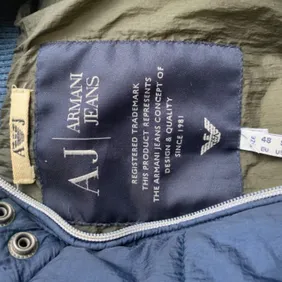 AJ
ARMANI
JEANS
REGISTERED TRADEMARK
THIS PRODUCT REPRESENTS
THE ARMANI JEANS CONCEPT OF
DESIGN & QUALITY
SINCE 1981
AJ
48
EU